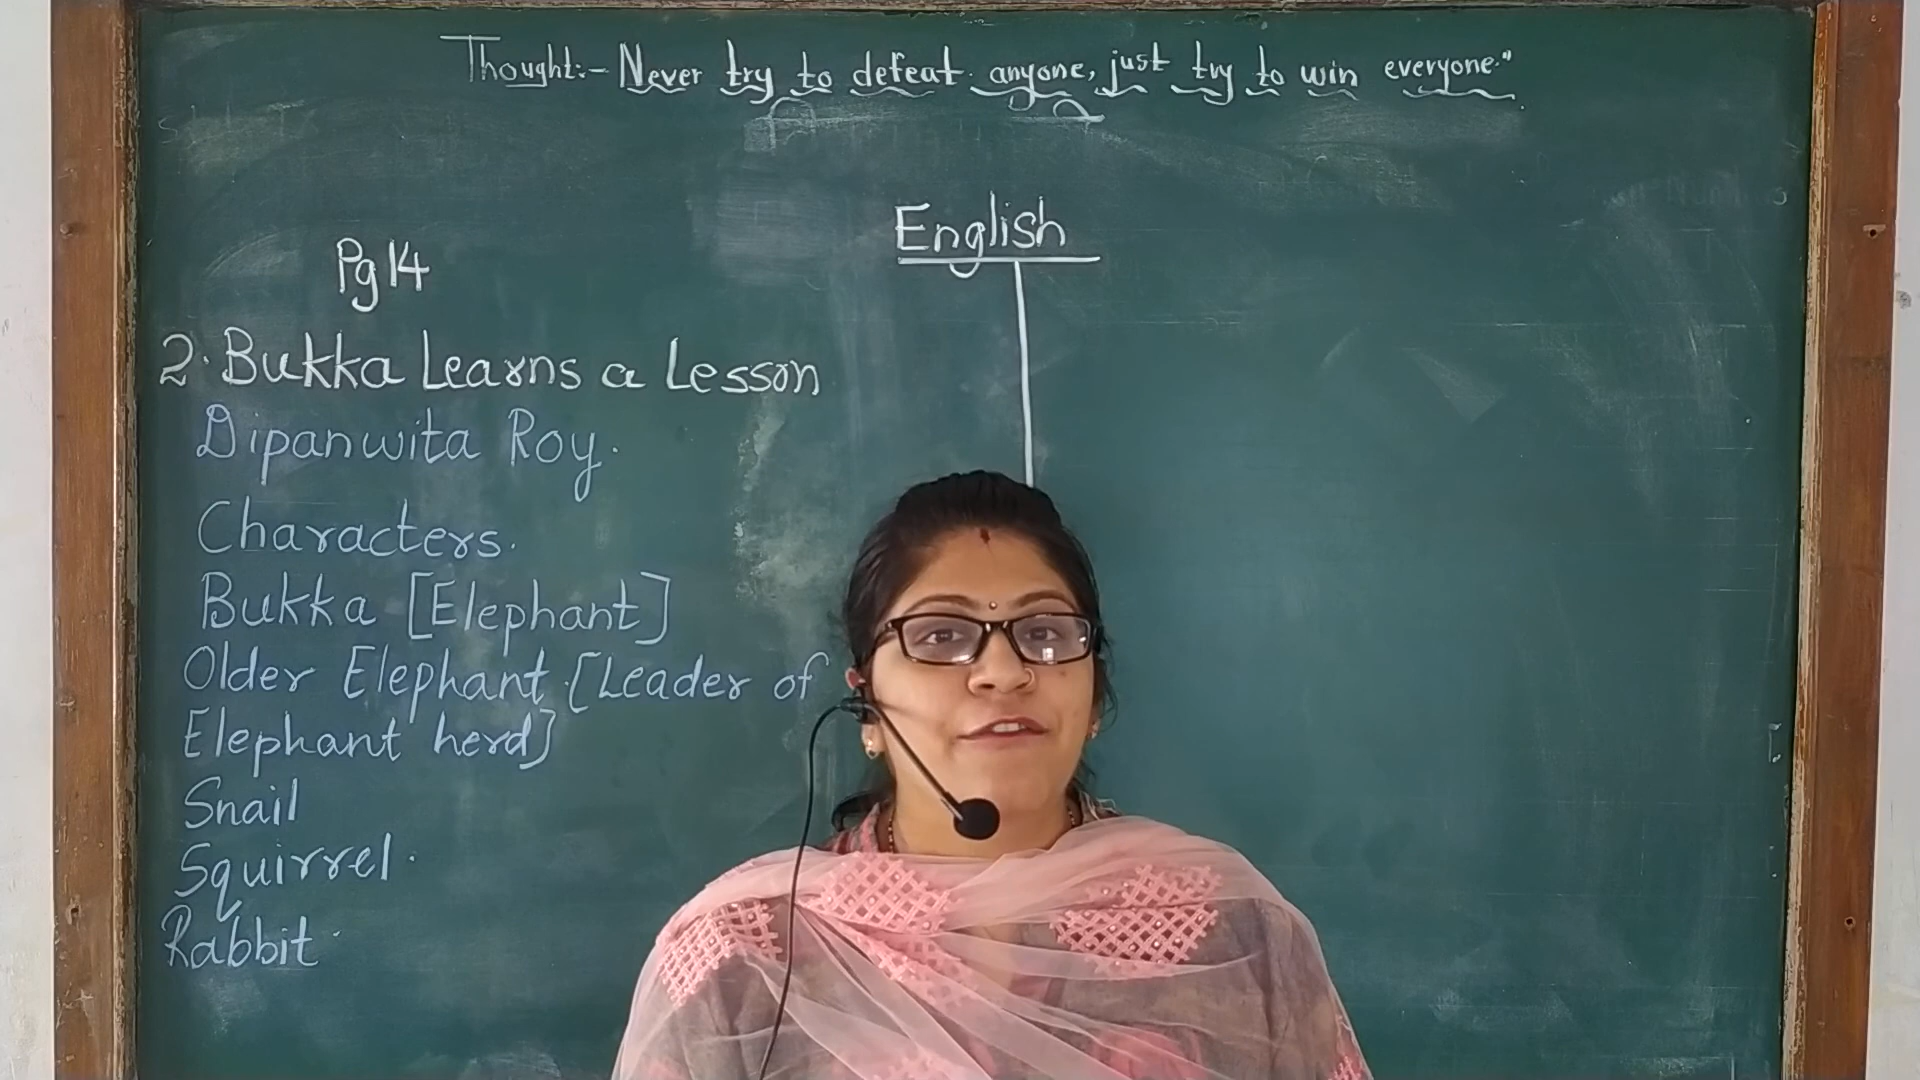 Thought:- Never try to defeat anyone, just try to win everyone."
English
Pg 14
2. Bukka Learns a Lesson
Dipanwita Roy.
Characters.
Bukka [Elephant]
Older Elephant [Leader of
Elephant herd]
Snail
Squirrel.
Rabbit